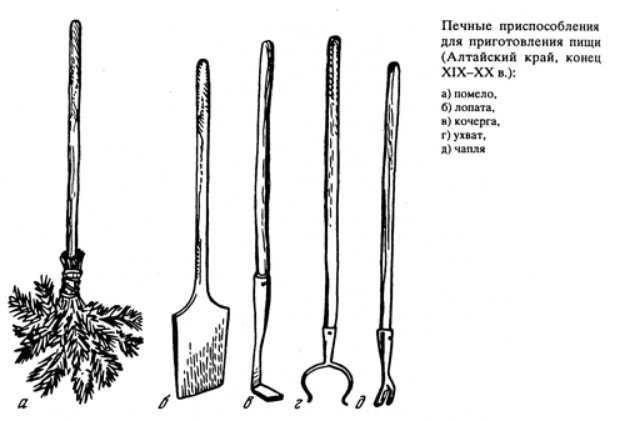 Печные приспособления
для приготовления пищи
(Алтайский край, конец
XIX–XX в.):
а) помело,
б) лопата,
в) кочерга,
г) ухват,
д) чапля
а б в г д